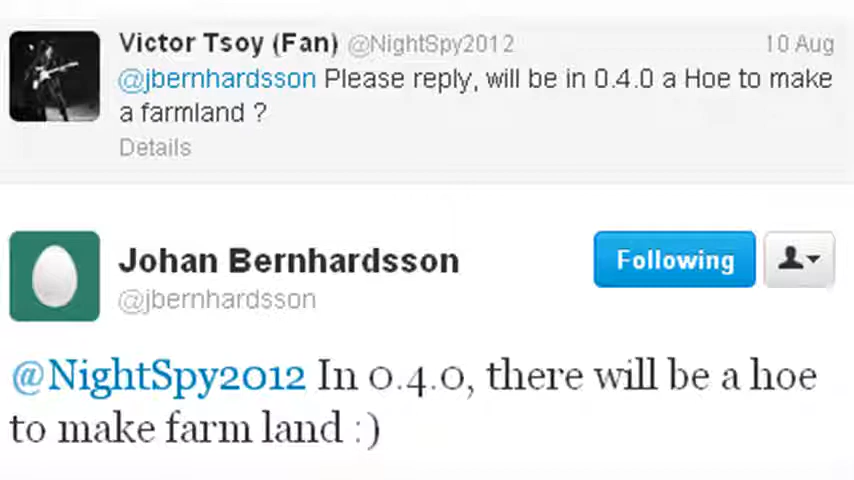 Victor Tsoy (Fan) @NightSpy2012 10 Aug
@jbernhardsson Please reply, will be in 0.4.0 a Hoe to make
a farmland ?
Details
Johan Bernhardsson
Following
@jbernhardsson
@NightSpy2012 In 0.4.0, there will be a hoe
to make farm land :)